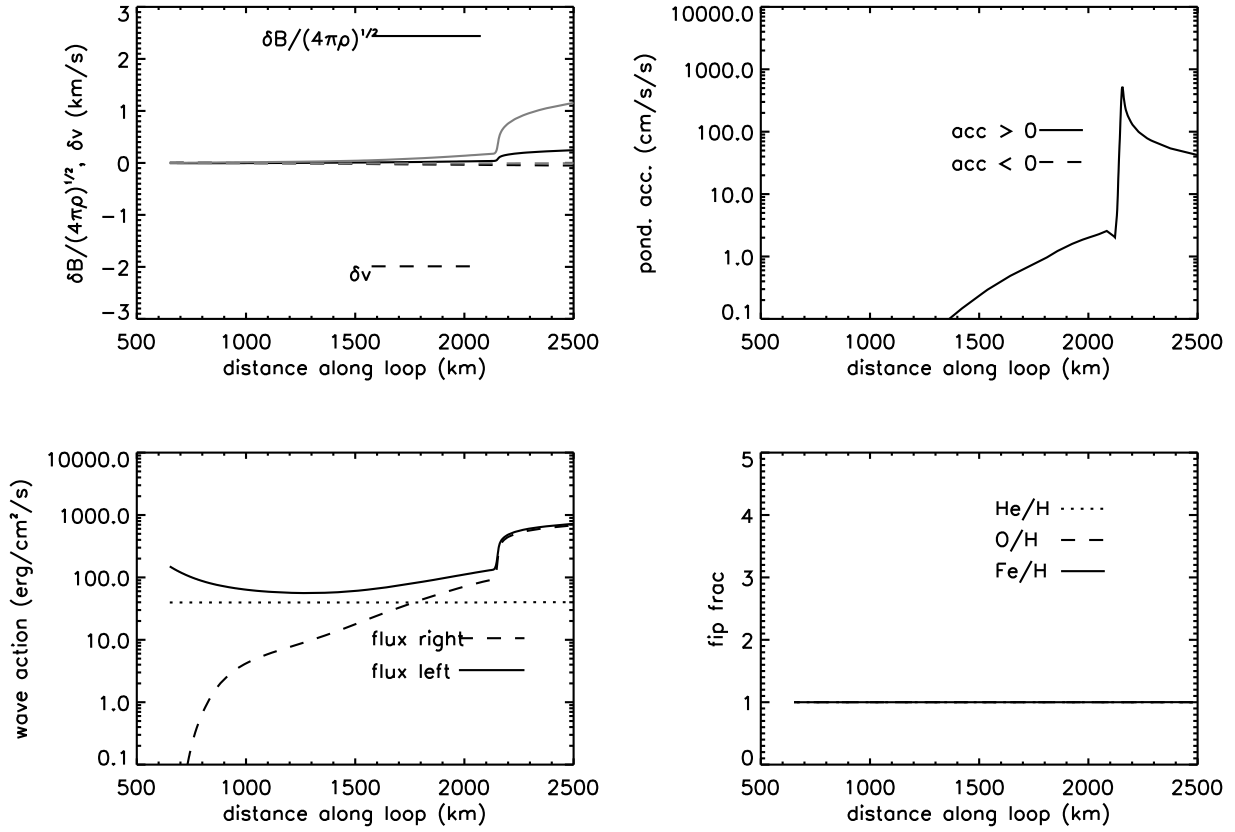 δB/(4πρ)^1/2, δv (km/s)
3
2
1
0
−1
−2
−3
δB/(4πρ)^1/2
δv
500 1000 1500 2000 2500
distance along loop (km)
pond. acc. (cm/s/s)
10000.0
1000.0
100.0
10.0
1.0
0.1
acc > 0
acc < 0
500 1000 1500 2000 2500
distance along loop (km)
wave action (erg/cm²/s)
10000.0
1000.0
100.0
10.0
1.0
0.1
flux right
flux left
500 1000 1500 2000 2500
distance along loop (km)
fip frac
5
4
3
2
1
0
He/H
O/H
Fe/H
500 1000 1500 2000 2500
distance along loop (km)